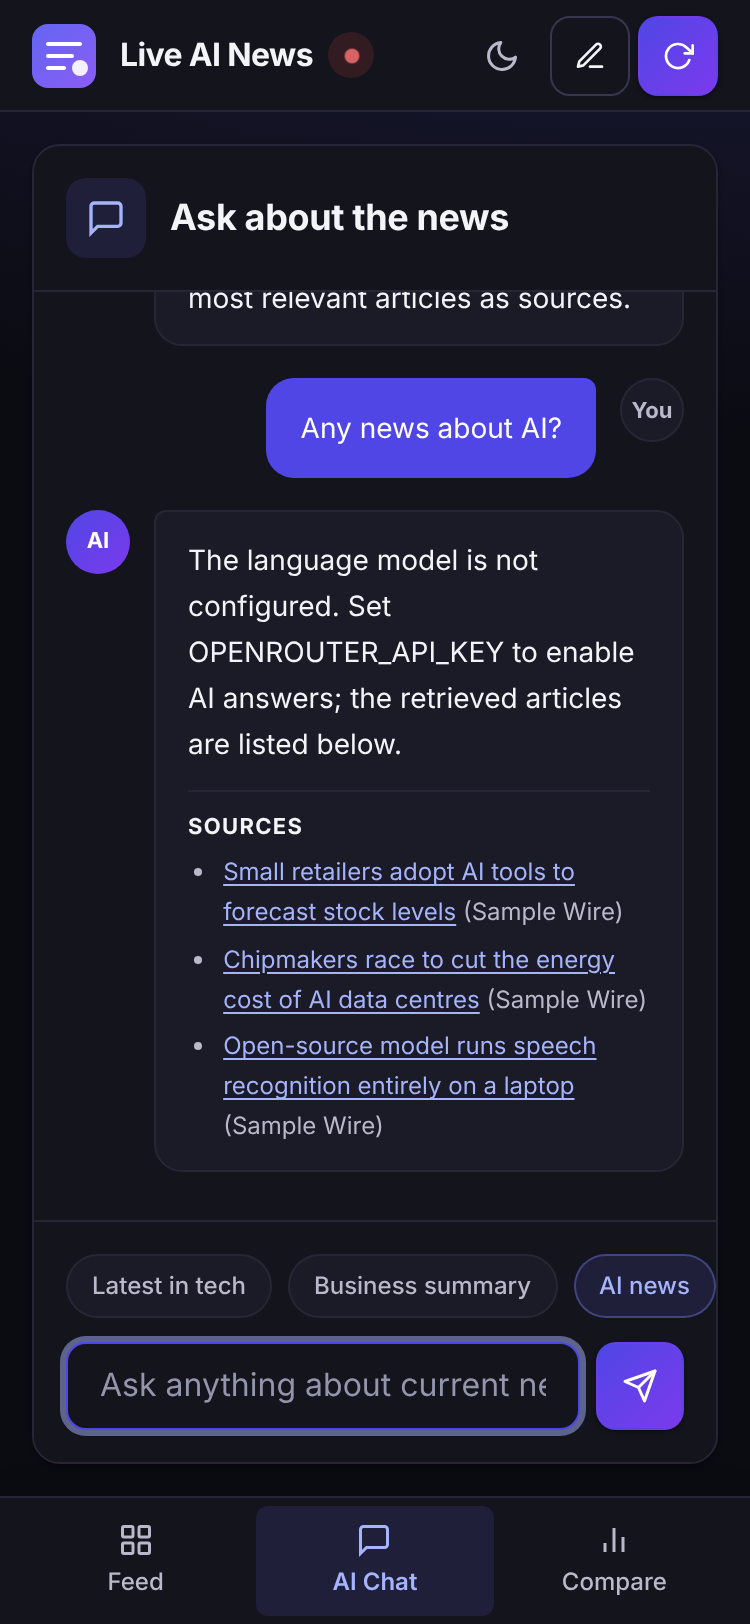 Live AI News
Ask about the news
most relevant articles as sources.
Any news about AI?
You
AI
The language model is not
configured. Set
OPENROUTER_API_KEY to enable
AI answers; the retrieved articles
are listed below.
SOURCES
Small retailers adopt AI tools to
forecast stock levels (Sample Wire)
Chipmakers race to cut the energy
cost of AI data centres (Sample Wire)
Open-source model runs speech
recognition entirely on a laptop
(Sample Wire)
Latest in tech
Business summary
AI news
Ask anything about current ne
Feed
AI Chat
Compare